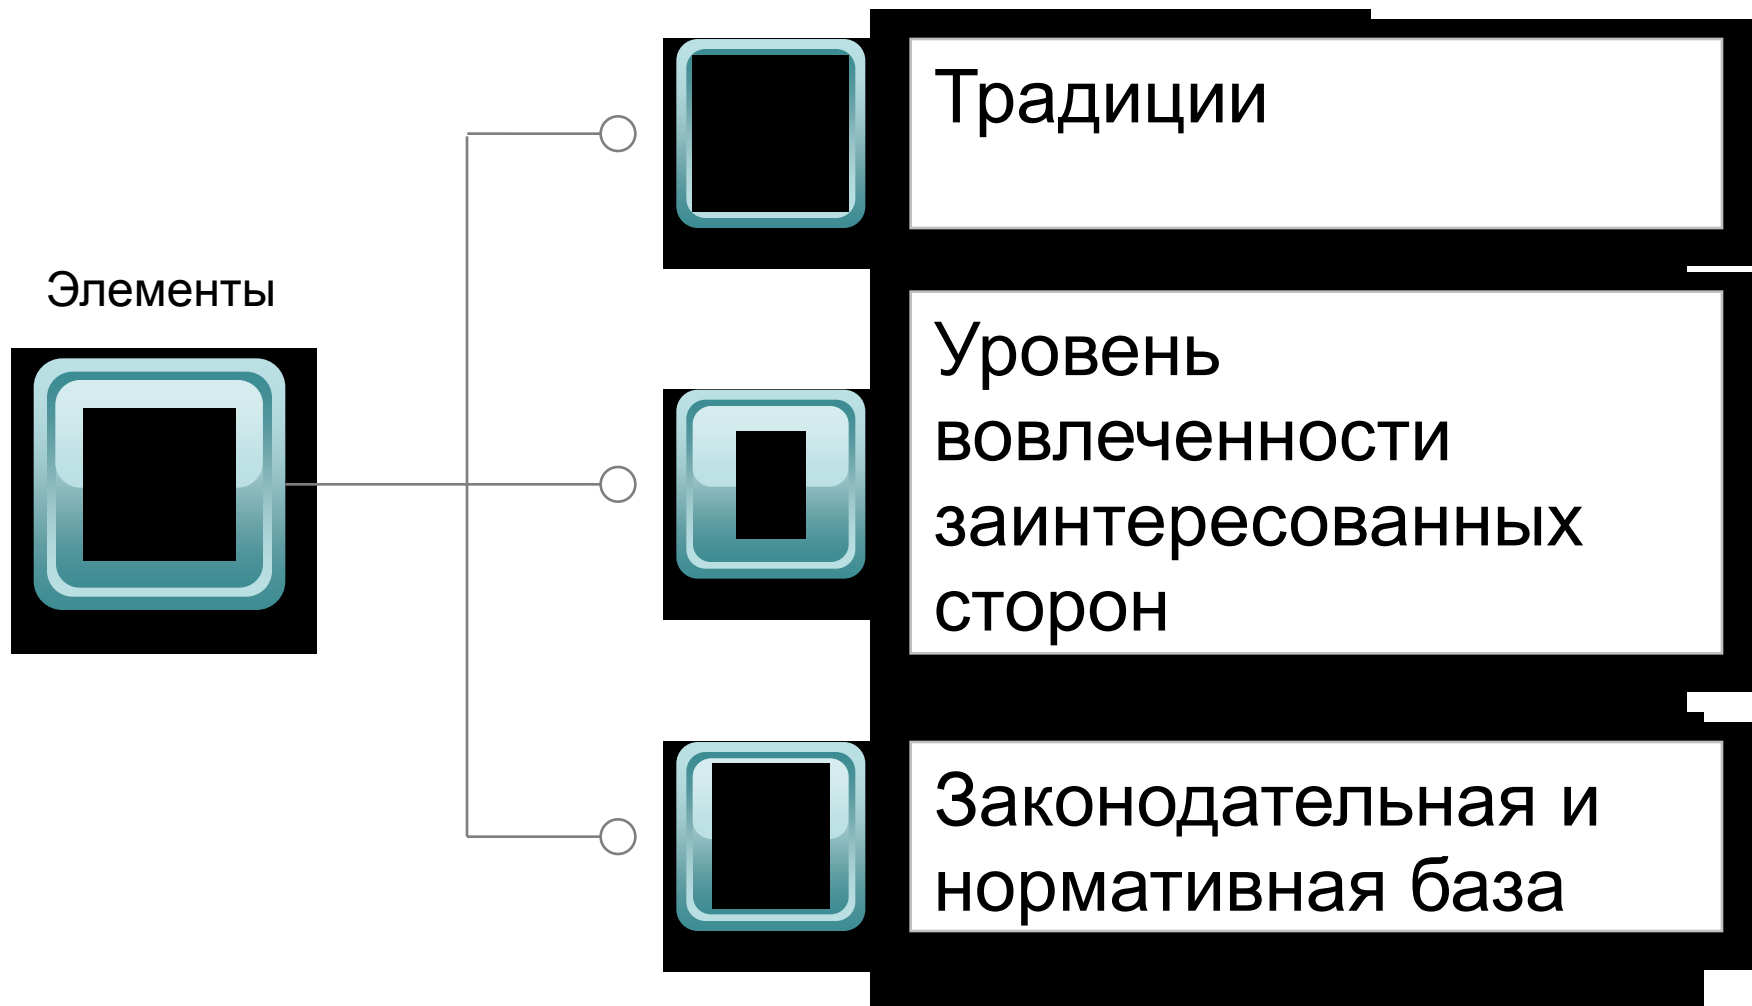 Элементы
Традиции
Уровень
вовлеченности
заинтересованных
сторон
Законодательная и
нормативная база